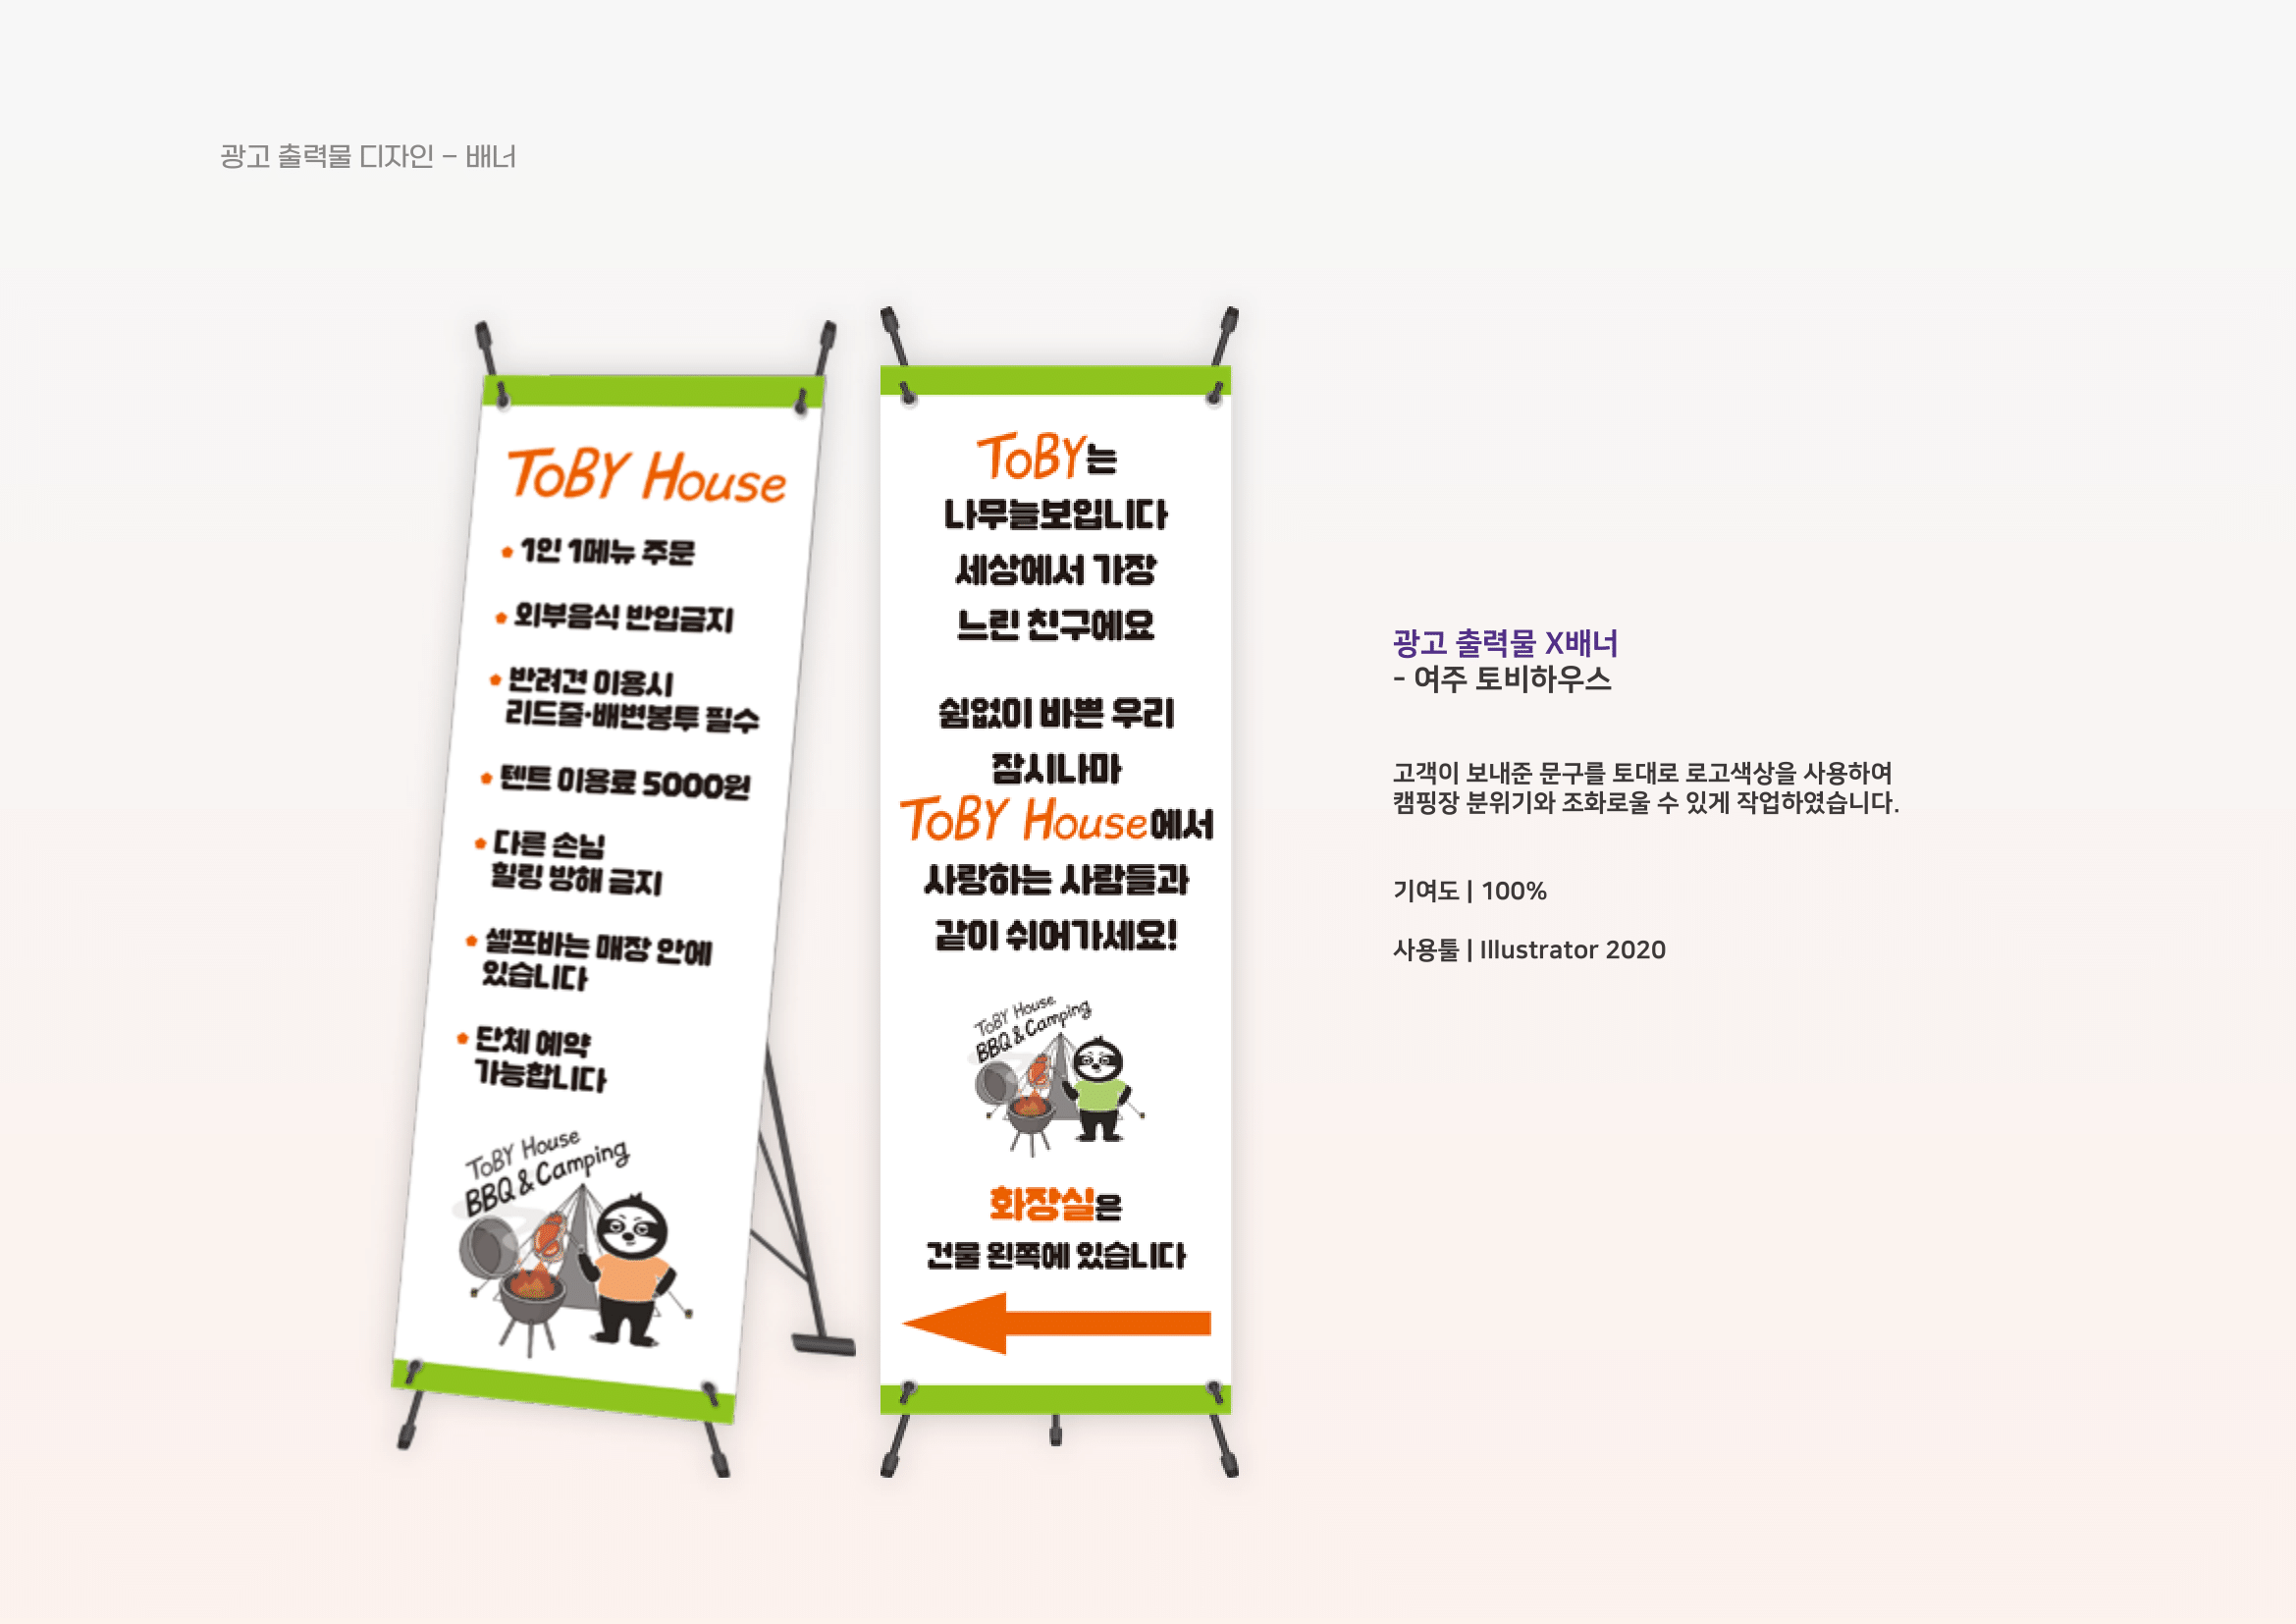 광고 출력물 디자인 – 배너
ToBY House
1인 1메뉴 주문
외부음식 반입금지
반려견 이용시
리드줄·배변봉투 필수
텐트 이용료 5000원
다른 손님
힐링 방해 금지
셀프바는 매장 안에
있습니다
단체 예약
가능합니다
ToBY House
BBQ & Camping
ToBY는
나무늘보입니다
세상에서 가장
느린 친구에요
쉼없이 바쁜 우리
잠시나마
ToBY House에서
사랑하는 사람들과
같이 쉬어가세요!
ToBY House
BBQ & Camping
화장실은
건물 왼쪽에 있습니다
광고 출력물 X배너
- 여주 토비하우스
고객이 보내준 문구를 토대로 로고색상을 사용하여
캠핑장 분위기와 조화로울 수 있게 작업하였습니다.
기여도 | 100%
사용툴 | Illustrator 2020